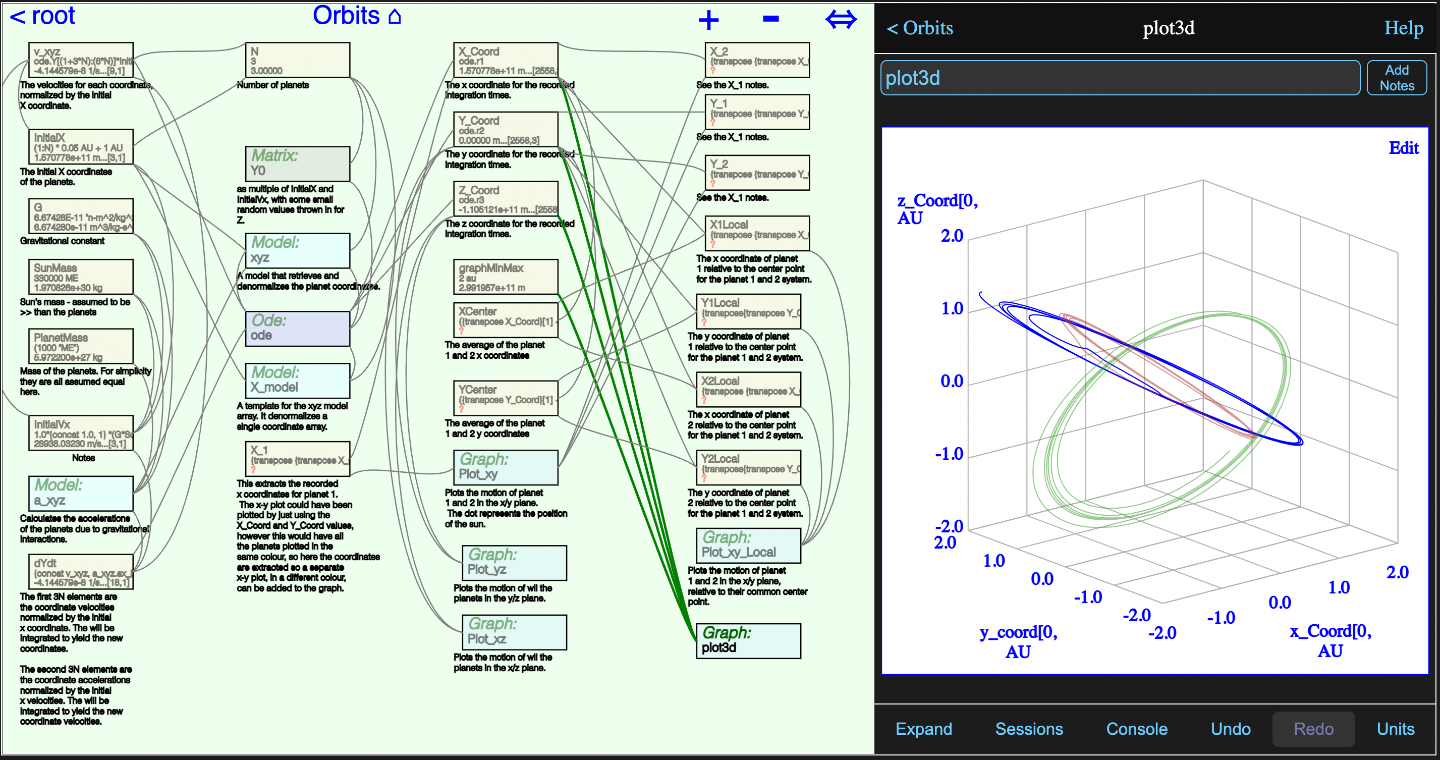 < root
Orbits ⌂
+
-
⇔
v_xyz
-4.144579e-8 1/s...[9,1]
The velocities for each coordinate,
normalized by the initial
X coordinate.
InitialX
(1:N) * 0.05 AU + 1 AU
1.570778e+11 m...[3,1]
The initial X coordinates
of the planets.
G
6.67428E-11 "n-m^2/kg^
6.674280e-11 m^3/kg-s^
Gravitational constant
SunMass
330000 ME
1.970826e+30 kg
Sun's mass - assumed to be
>> than the planets
PlanetMass
(1000 "ME")
5.972200e+27 kg
Mass of the planets. For simplicity
they are all assumed equal
here.
InitialVx
28938.03230 m/s...[3,1]
Notes
Model:
a_xyz
Calculates the accelerations
of the planets due to gravitational
interactions.
dYdt
{concat v_xyz, a_xyz.ax_
-4.144579e-8 1/s...[18,1]
The first 3N elements are
the coordinate velocities
normalized by the initial
x coordinate. The will be
integrated to yield the new
coordinates.
The second 3N elements are
the coordinate accelerations
normalized by the initial
x velocities. The will be
integrated to yield the new
coordinate velocities.
N
3
3.00000
Number of planets
Matrix:
Y0
as multiple of InitialX and
InitialVx, with some small
random values thrown in for
Z.
Model:
xyz
A model that retrieves and
denormalizes the planet coordinates.
Ode:
ode
Model:
X_model
A template for the xyz model
array. It denormalizes a
single coordinate array.
X_1
{transpose {transpose X_
?
This extracts the recorded
x coordinates for planet 1.
The x-y plot could have been
plotted by just using the
X_Coord and Y_Coord values,
however this would have all
the planets plotted in the
same colour, so here the coordinates
are extracted so a separate
x-y plot, in a different colour,
can be added to the graph.
X_Coord
ode.r1
1.570778e+11 m...[2558,
The x coordinate for the recorded
integration times.
Y_Coord
ode.r2
0.00000 m...[2558,3]
The y coordinate for the recorded
integration times.
Z_Coord
ode.r3
-1.105121e+11 m...[2558
The z coordinate for the recorded
integration times.
graphMinMax
2 au
2.991957e+11 m
XCenter
({transpose X_Coord}[1]
?
The average of the planet
1 and 2 x coordinates
YCenter
({transpose Y_Coord}[1]
?
The average of the planet
1 and 2 y coordinates
Graph:
Plot_xy
Plots the motion of planet
1 and 2 in the x/y plane.
The dot represents the position
of the sun.
Graph:
Plot_yz
Plots the motion of wll the
planets in the y/z plane.
Graph:
Plot_xz
Plots the motion of wll the
planets in the x/z plane.
X_2
{transpose {transpose X_
?
See the X_1 notes.
Y_1
{transpose {transpose Y_
?
See the X_1 notes.
Y_2
{transpose {transpose Y_
?
See the X_1 notes.
X1Local
{transpose {transpose X_
?
The x coordinate of planet
1 relative to the center point
for the planet 1 and 2 system.
Y1Local
{transpose{transpose Y_C
?
The y coordinate of planet
1 relative to the center point
for the planet 1 and 2 system.
X2Local
{transpose{transpose X_
?
The x coordinate of planet
2 relative to the center point
for the planet 1 and 2 system.
Y2Local
{transpose {transpose Y_C
?
The y coordinate of planet
2 relative to the center point
for the planet 1 and 2 system.
Graph:
Plot_xy_Local
Plots the motion of planet
1 and 2 in the x/y plane,
relative to their common center
point.
Graph:
plot3d
< Orbits
plot3d
Help
plot3d
Add
Notes
Edit
z_Coord[0,
AU
2.0
1.0
0.0
-1.0
-2.0
2.0
1.0
0.0
-1.0
-2.0
-2.0
-1.0
0.0
1.0
2.0
y_coord[0,
AU
x_Coord[0,
AU
Expand
Sessions
Console
Undo
Redo
Units